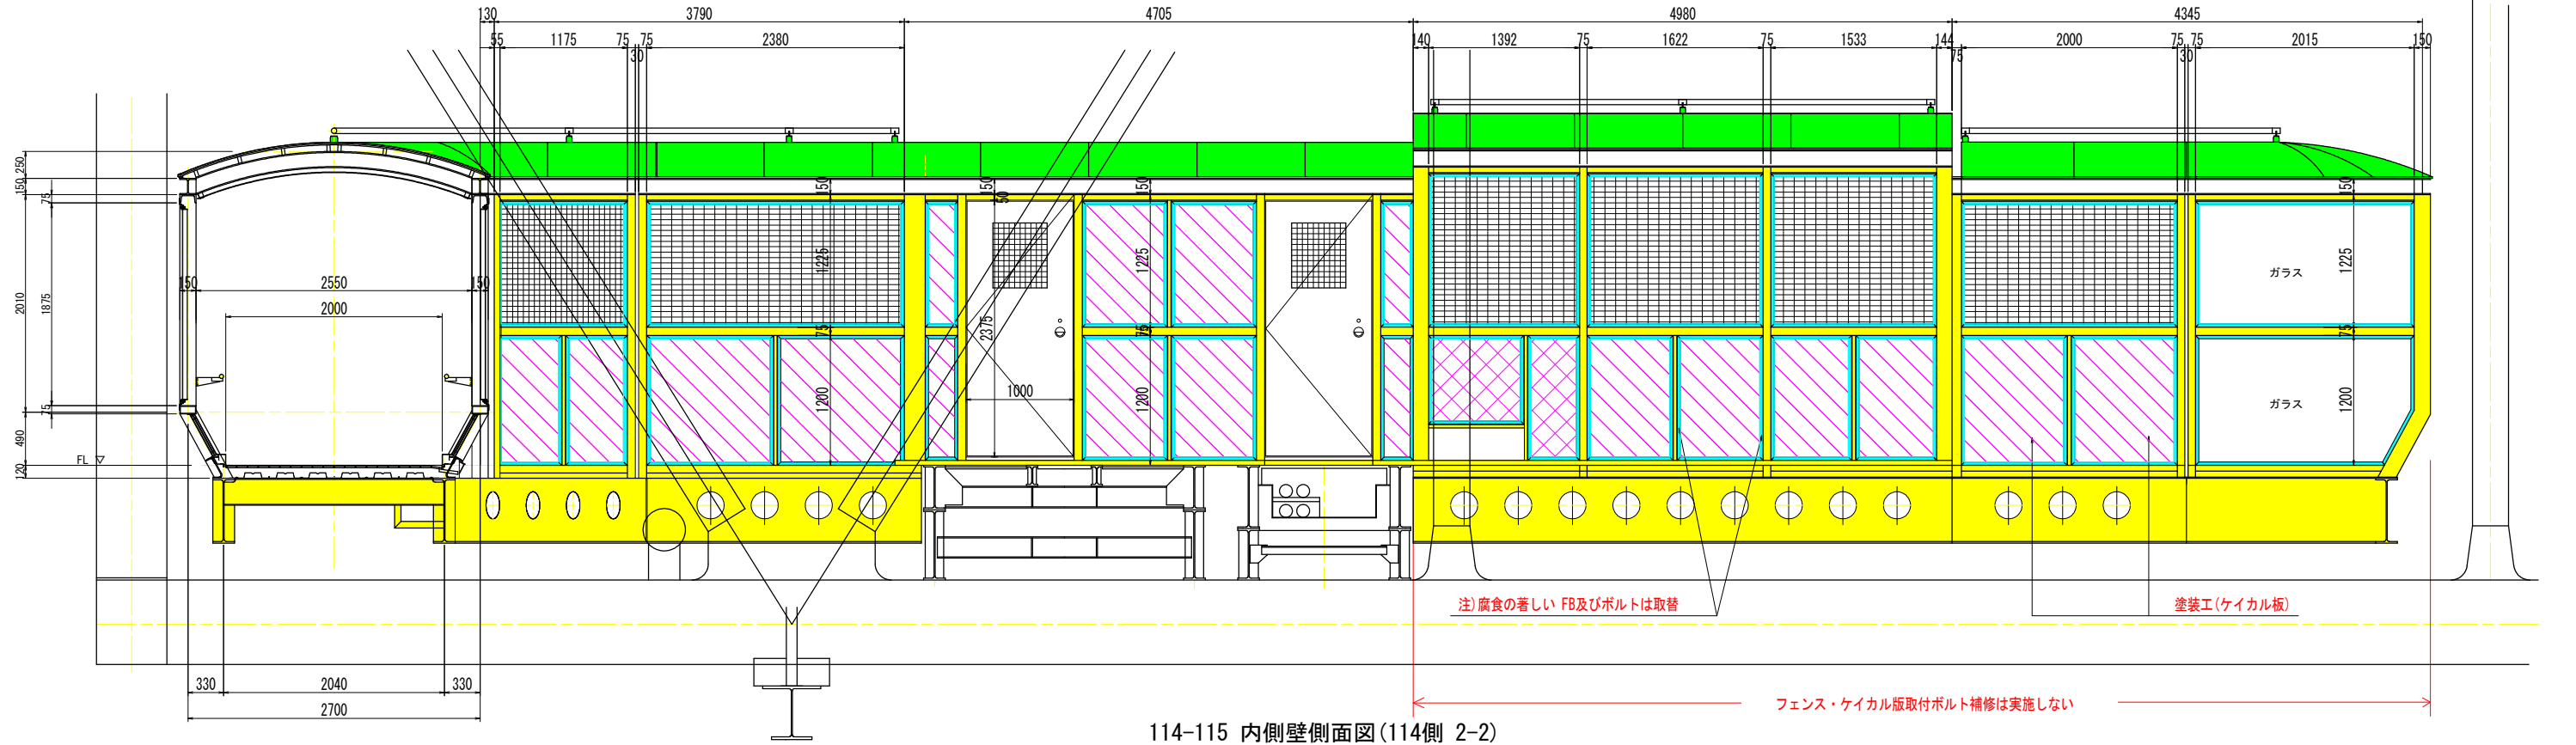 130 3790 4705 4980 4345
55 1175 75 75 2380 140 1392 75 1622 75 1533 144 2000 75 75 2015 150
30 75 30
250
150
75
150 150 50 150 150
2010 1875
150 2550 150
2000
1225 1225 1225
ガラス
2375
75 75 75
1000
1200 1200 1200
ガラス
75
490
FL
120
注)腐食の著しい FB及びボルトは取替
塗装工(ケイカル板)
330 2040 330
2700
フェンス・ケイカル版取付ボルト補修は実施しない
114-115 内側壁側面図(114側 2-2)